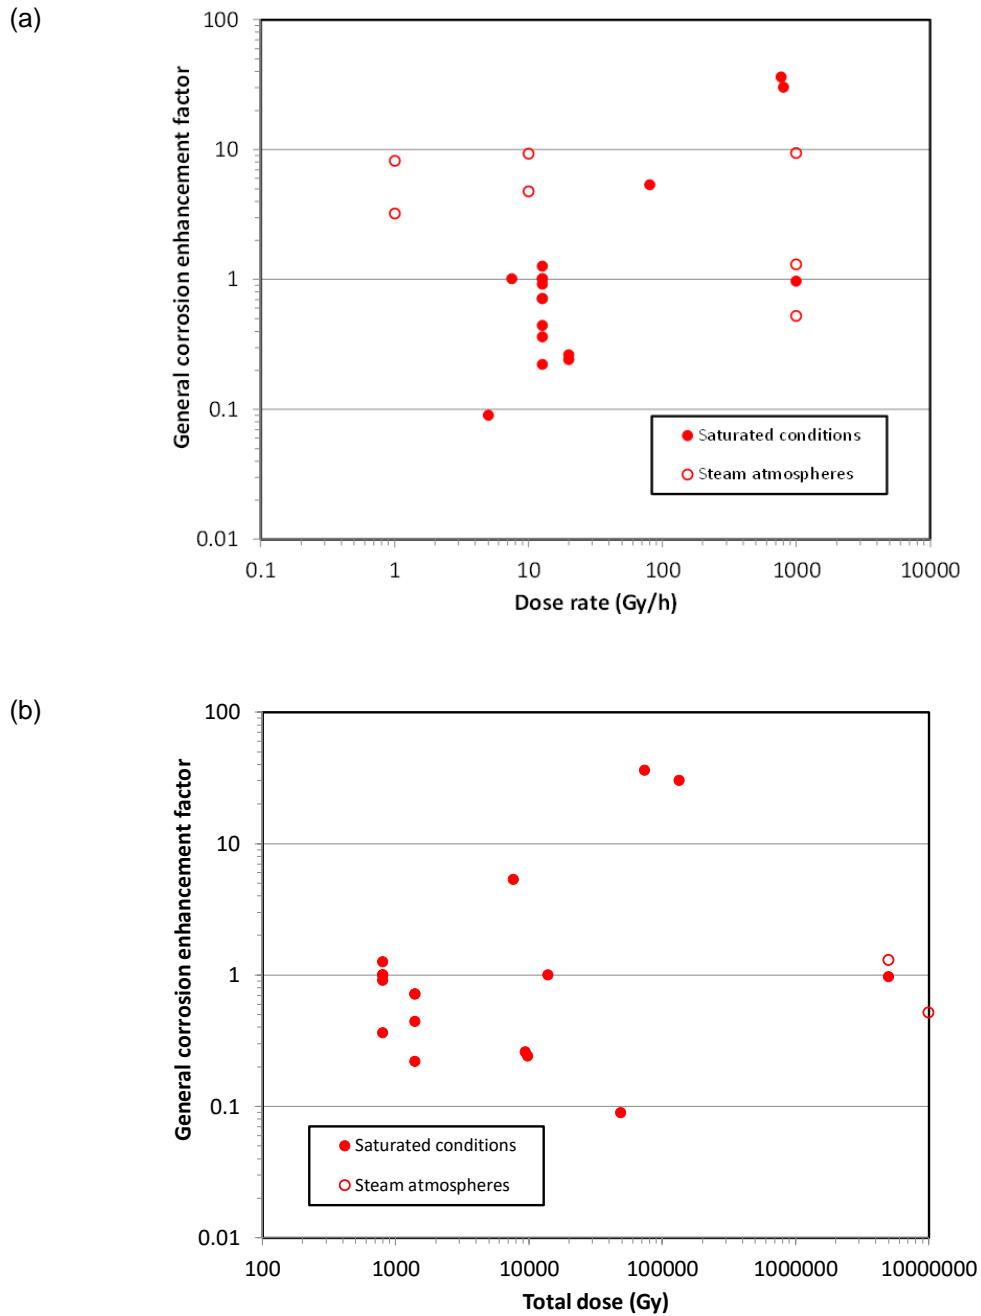 (a)
General corrosion enhancement factor
100
10
1
0.1
0.01
0.1
1
10
100
1000
10000
Dose rate (Gy/h)
Saturated conditions
Steam atmospheres
(b)
General corrosion enhancement factor
100
10
1
0.1
0.01
100
1000
10000
100000
1000000
10000000
Total dose (Gy)
Saturated conditions
Steam atmospheres